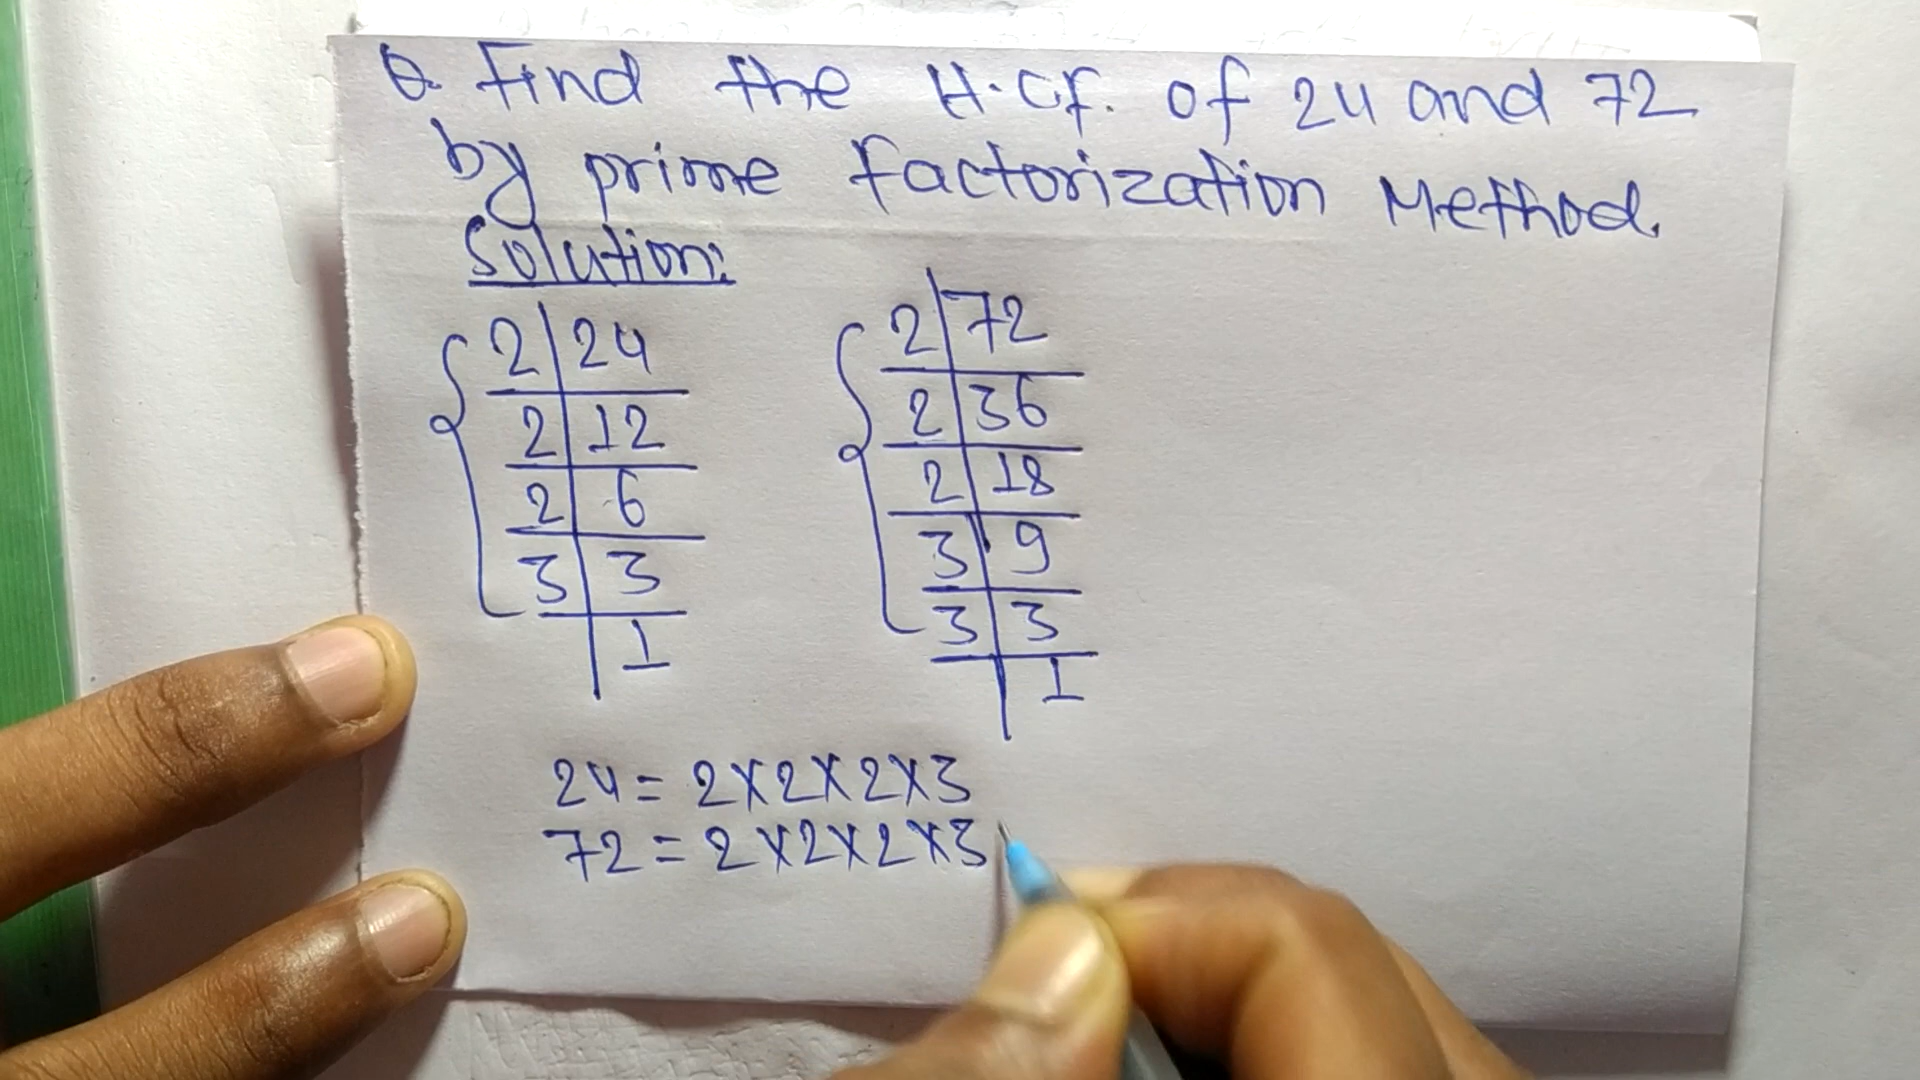 Q. Find the H.C.F. of 24 and 72
by prime factorization Method.
Solution:
2 24
2 12
2 6
3 3
1
2 72
2 36
2 18
3 9
3 3
1
24 = 2×2×2×3
72 = 2×2×2×3